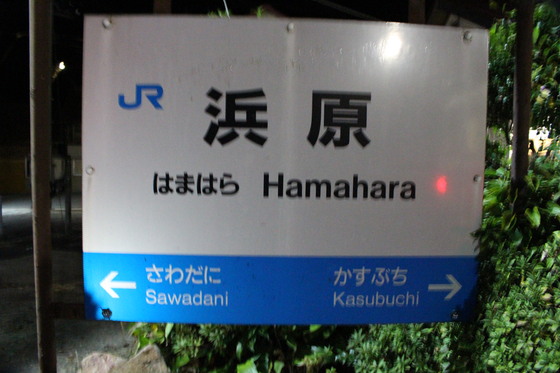 JR
浜原
はまはら Hamahara
← さわだに かすぶち →
Sawadani Kasubuchi